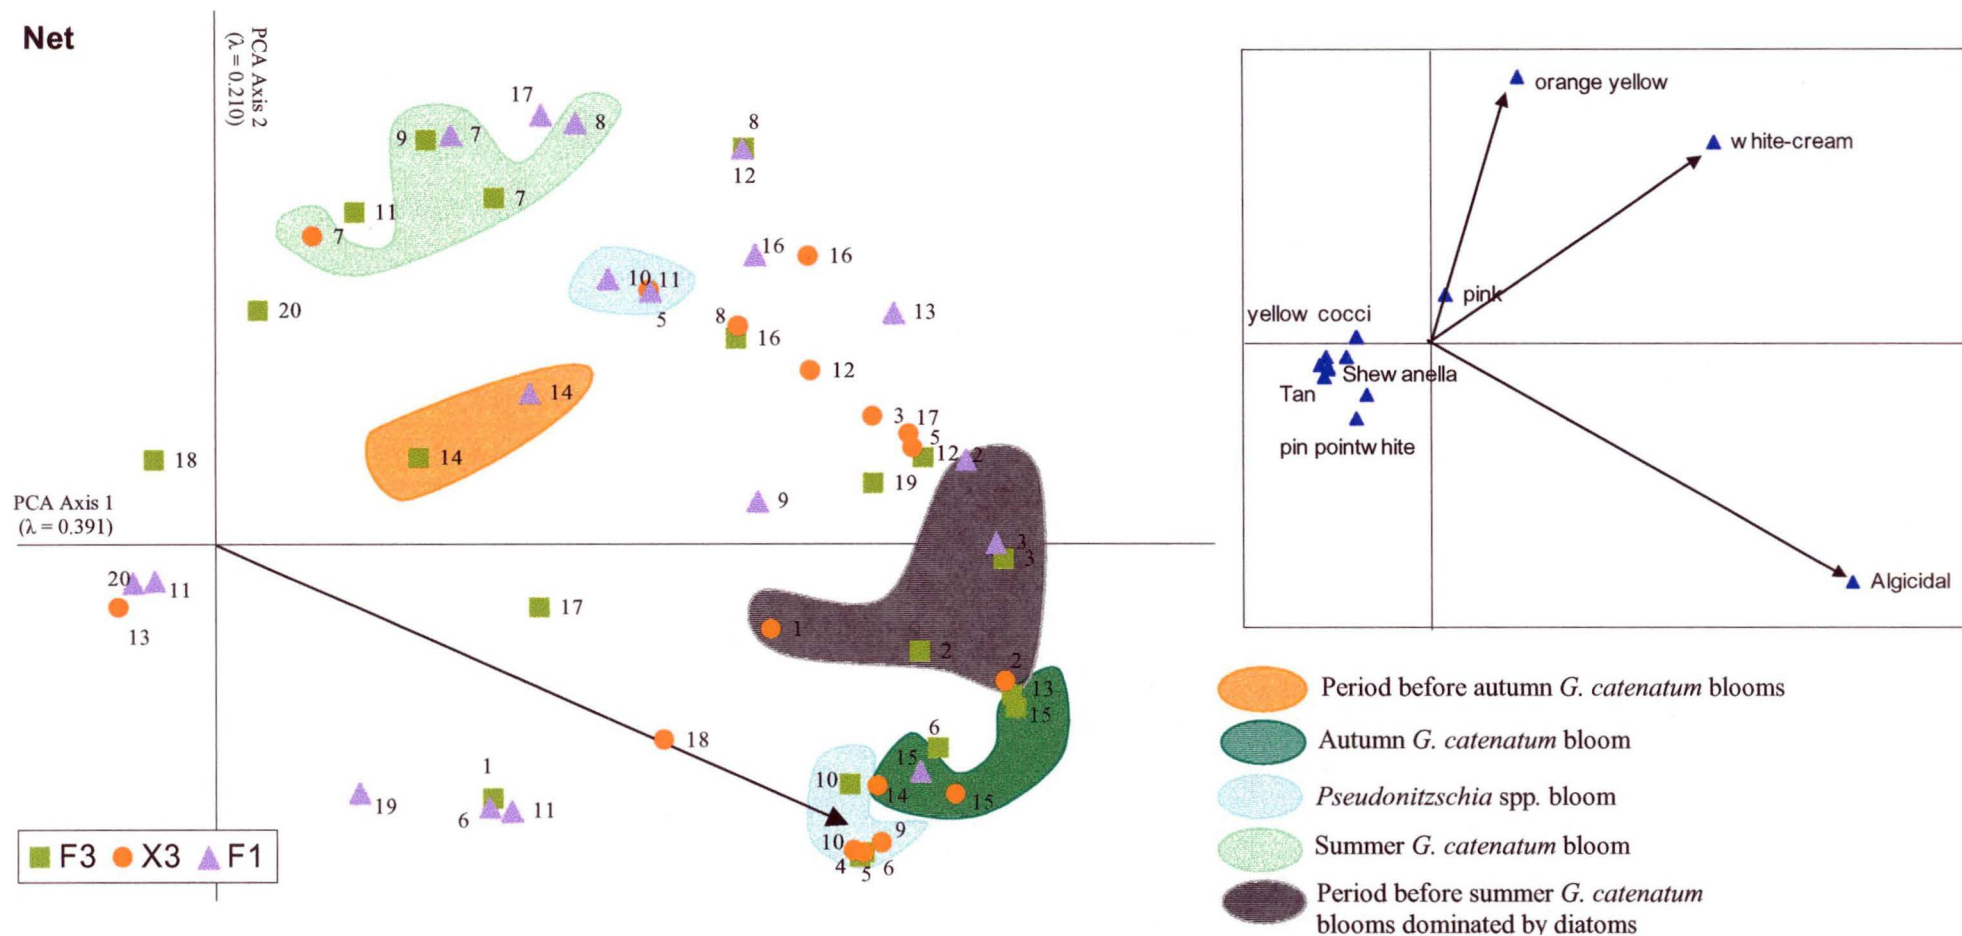 Net
PCA Axis 2
(λ = 0.210)
17
9
7
8
8
12
7
11
7
16
16
10
11
5
13
20
8
16
12
14
3
17
5
14
12
2
18
19
9
PCA Axis 1
(λ = 0.391)
3
3
20
11
13
17
1
2
2
13
15
6
18
15
10
14
15
1
19
6
11
10
9
4
5
6
F3
X3
F1
orange yellow
white-cream
pink
yellow cocci
Shewanella
Tan
pin pointwhite
Algicidal
Period before autumn G. catenatum blooms
Autumn G. catenatum bloom
Pseudonitzschia spp. bloom
Summer G. catenatum bloom
Period before summer G. catenatum
blooms dominated by diatoms